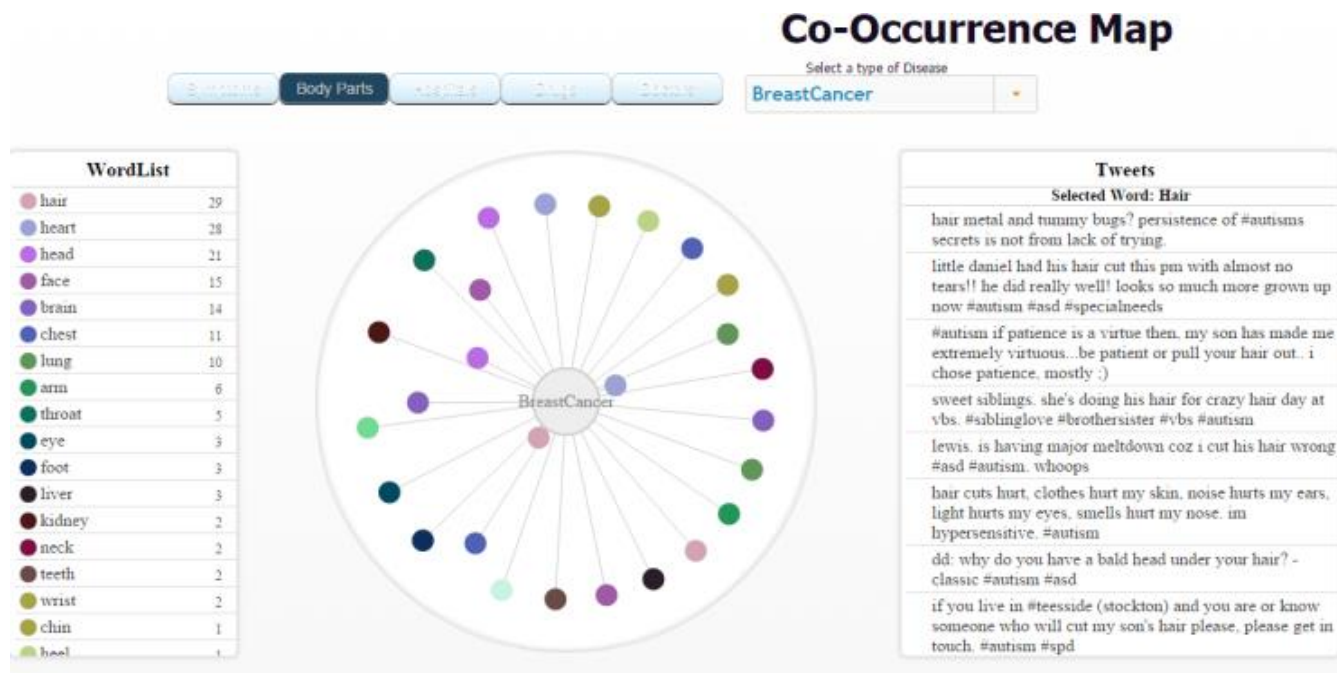 Co-Occurrence Map
Select a type of Disease
Body Parts
BreastCancer
WordList
hair 29
heart 28
head 21
face 15
brain 14
chest 11
lung 10
arm 6
throat 5
eye 3
foot 3
liver 3
kidney 2
neck 2
teeth 2
wrist 2
chin 1
heel 1
BreastCancer
Tweets
Selected Word: Hair
hair metal and tummy bugs? persistence of #autisms
secrets is not from lack of trying.
little daniel had his hair cut this pm with almost no
tears!! he did really well! looks so much more grown up
now #autism #asd #specialneeds
#autism if patience is a virtue then, my son has made me
extremely virtuous...be patient or pull your hair out.. i
chose patience, mostly ;)
sweet siblings. she's doing his hair for crazy hair day at
vbs. #siblinglove #brothersister #vbs #autism
lewis. is having major meltdown coz i cut his hair wrong
#asd #autism. whoops
hair cuts hurt, clothes hurt my skin, noise hurts my ears,
light hurts my eyes, smells hurt my nose. im
hypersensitive. #autism
dd: why do you have a bald head under your hair? -
classic #autism #asd
if you live in #teesside (stockton) and you are or know
someone who will cut my son's hair please, please get in
touch. #autism #spd